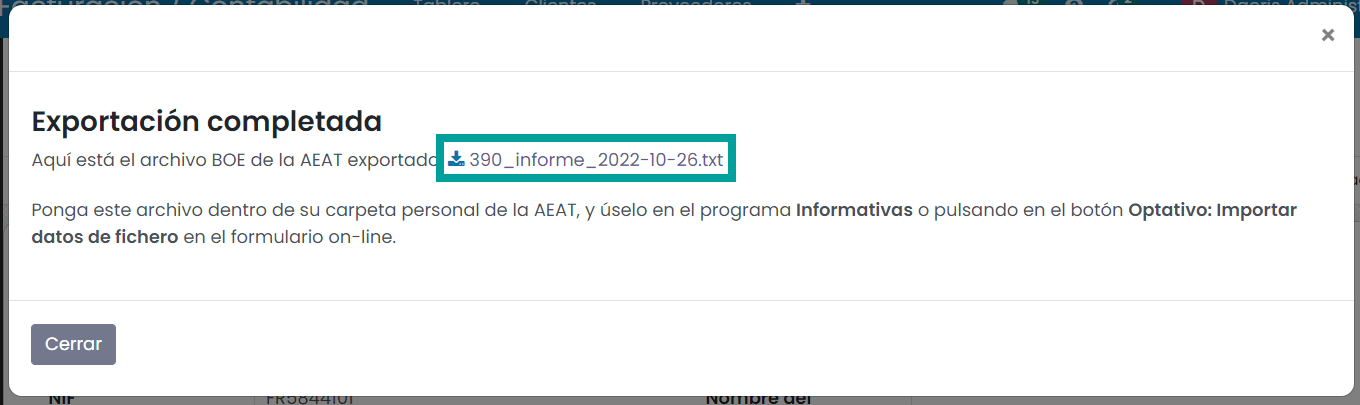 Facturación / Contabilidad Tablero Clientes Proveedores +
Exportación completada
Aquí está el archivo BOE de la AEAT exportado 390_informe_2022-10-26.txt
Ponga este archivo dentro de su carpeta personal de la AEAT, y úselo en el programa Informativas o pulsando en el botón Optativo: Importar
datos de fichero en el formulario on-line.
Cerrar
NIF FR5844101 Nombre del